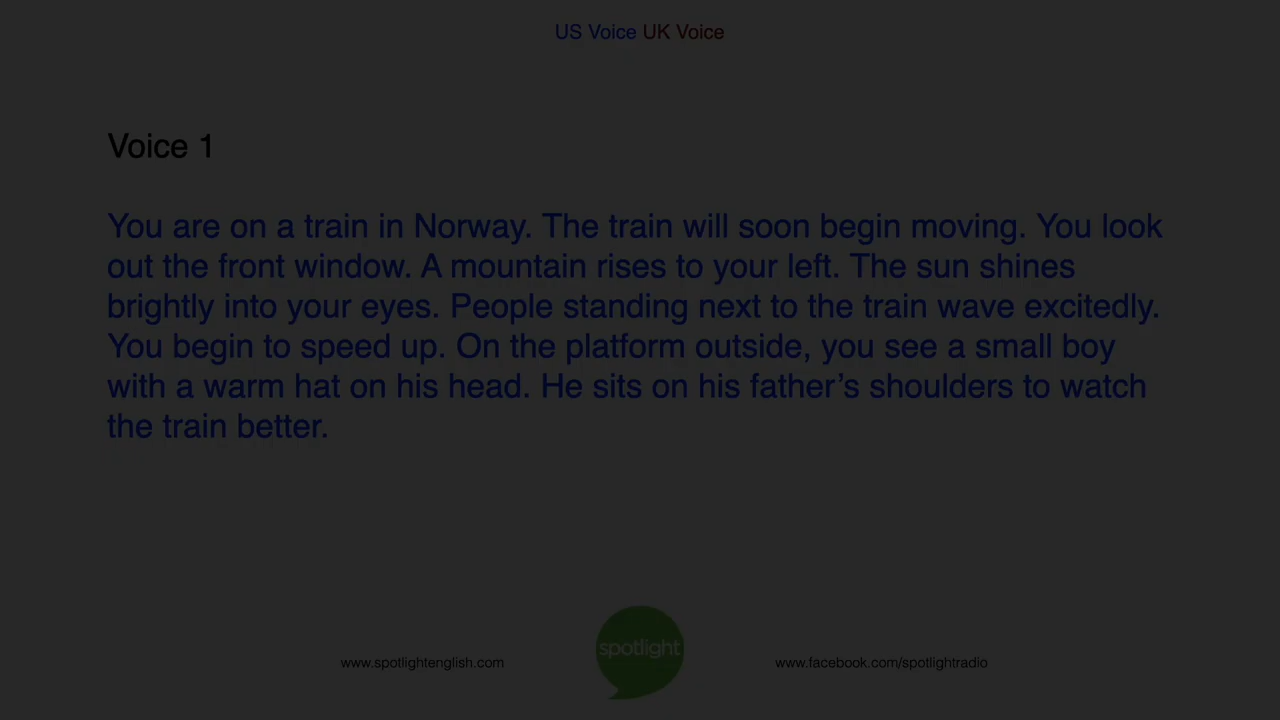 US Voice UK Voice
Voice 1
You are on a train in Norway. The train will soon begin moving. You look
out the front window. A mountain rises to your left. The sun shines
brightly into your eyes. People standing next to the train wave excitedly.
You begin to speed up. On the platform outside, you see a small boy
with a warm hat on his head. He sits on his father’s shoulders to watch
the train better.
spotlight
www.spotlightenglish.com
www.facebook.com/spotlightradio